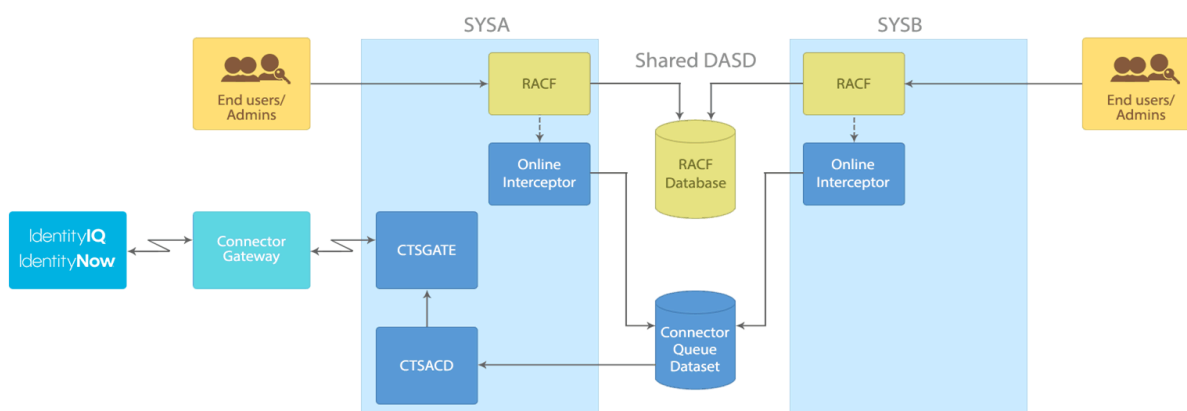 SYSA
SYSB
Shared DASD
End users/
Admins
RACF
RACF
End users/
Admins
Online
Interceptor
RACF
Database
Online
Interceptor
IdentityIQ
IdentityNow
Connector
Gateway
CTSGATE
CTSACD
Connector
Queue
Dataset